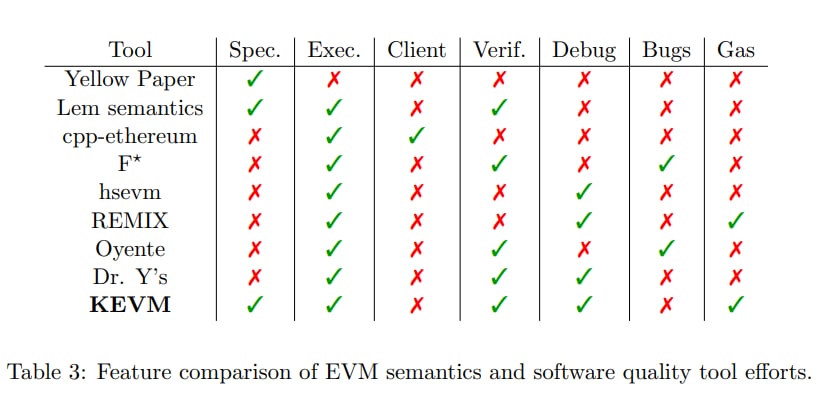 Tool Spec. Exec. Client Verif. Debug Bugs Gas
Yellow Paper ✓ ✗ ✗ ✗ ✗ ✗ ✗
Lem semantics ✓ ✓ ✗ ✓ ✗ ✗ ✗
cpp-ethereum ✗ ✓ ✓ ✗ ✗ ✗ ✗
F⋆ ✗ ✓ ✗ ✓ ✗ ✓ ✗
hsevm ✗ ✓ ✗ ✗ ✓ ✗ ✗
REMIX ✗ ✓ ✗ ✗ ✓ ✗ ✓
Oyente ✗ ✓ ✗ ✓ ✗ ✓ ✗
Dr. Y's ✗ ✓ ✗ ✓ ✓ ✗ ✗
KEVM ✓ ✓ ✗ ✓ ✓ ✗ ✓
Table 3: Feature comparison of EVM semantics and software quality tool efforts.